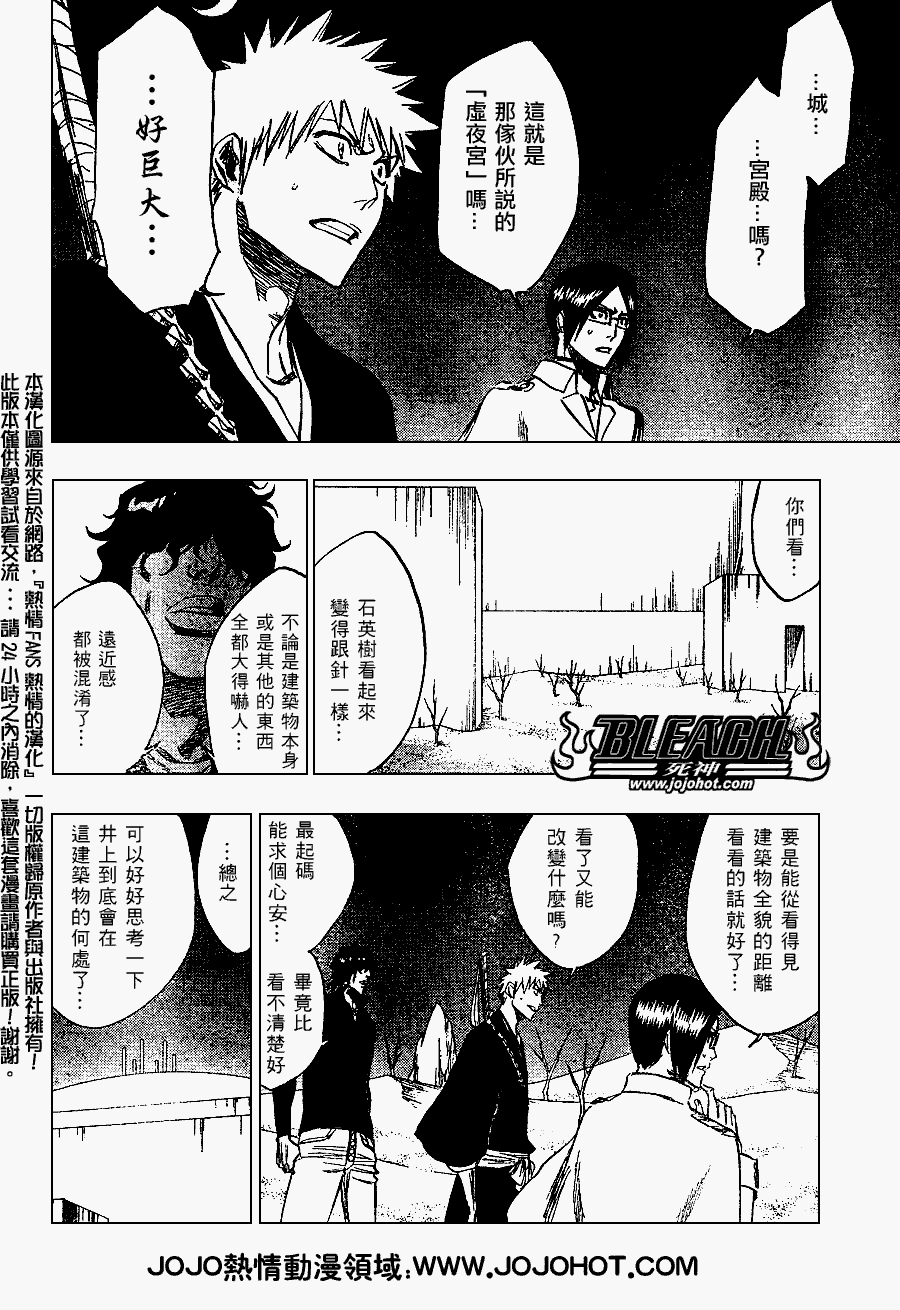 …城…
…宮殿…嗎?
這就是
那傢伙所説的
「虛夜宮」嗎…
…好巨大…
你們看…
石英樹看起來
變得跟針一樣…
不論是建築物本身
或是其他的東西
全都大得嚇人…
遠近感
都被混淆了…
BLEACH
死神
www.jojohot.com
要是能從看得見
建築物全貌的距離
看看的話就好了…
看了又能
改變什麼嗎?
最起碼
能求個心安…
畢竟比
看不清楚好
…總之
可以好好思考一下
井上到底會在
這建築物的何處了…
本漢化圖源來自於網路,『熱情FANS 熱情的漢化』一切版權歸原作者與出版社擁有!
此版本僅供學習試看交流...請24小時之內消除,喜歡這套漫畫請購買正版!謝謝。
JOJO熱情動漫領域:WWW.JOJOHOT.COM